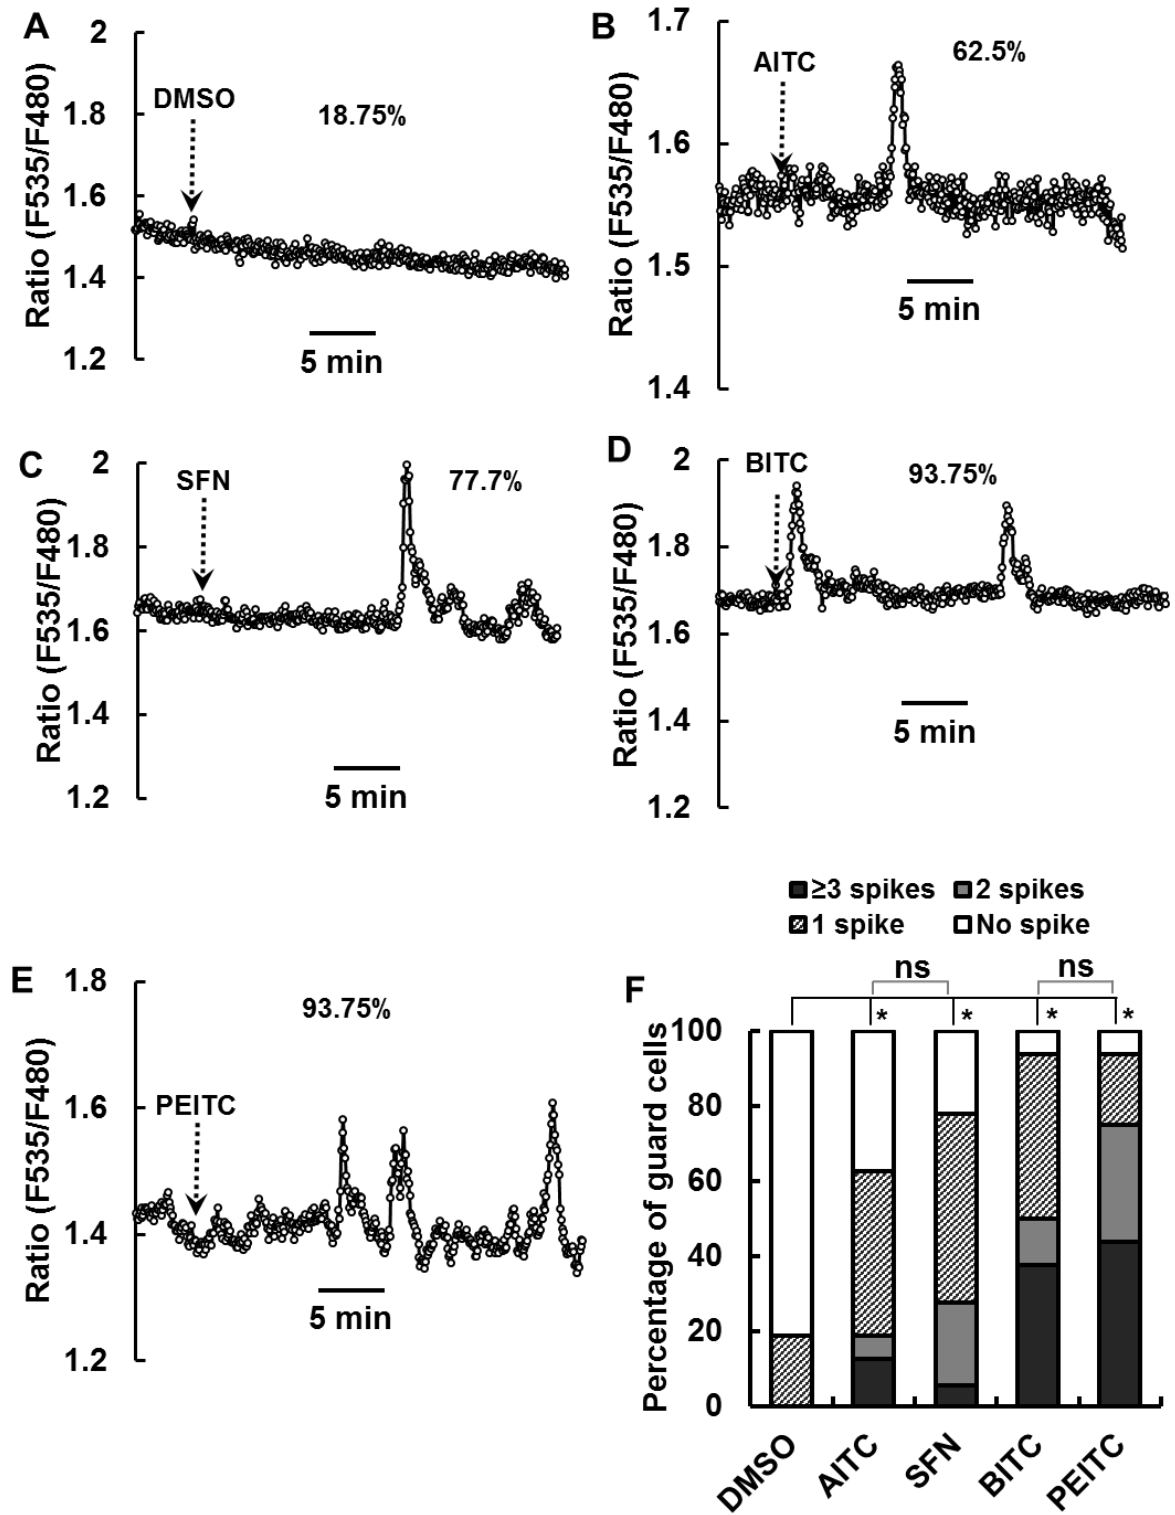 A
2
1.8
1.6
1.4
1.2
Ratio (F535/F480)
DMSO
18.75%
5 min
B
1.7
1.6
1.5
1.4
Ratio (F535/F480)
AITC
62.5%
5 min
C
2
1.8
1.6
1.4
1.2
Ratio (F535/F480)
SFN
77.7%
5 min
D
2
1.8
1.6
1.4
1.2
Ratio (F535/F480)
BITC
93.75%
5 min
E
1.8
1.6
1.4
1.2
Ratio (F535/F480)
PEITC
93.75%
5 min
≥3 spikes 2 spikes
1 spike No spike
F
ns ns
* * * *
100
80
60
40
20
0
Percentage of guard cells
DMSO AITC SFN BITC PEITC